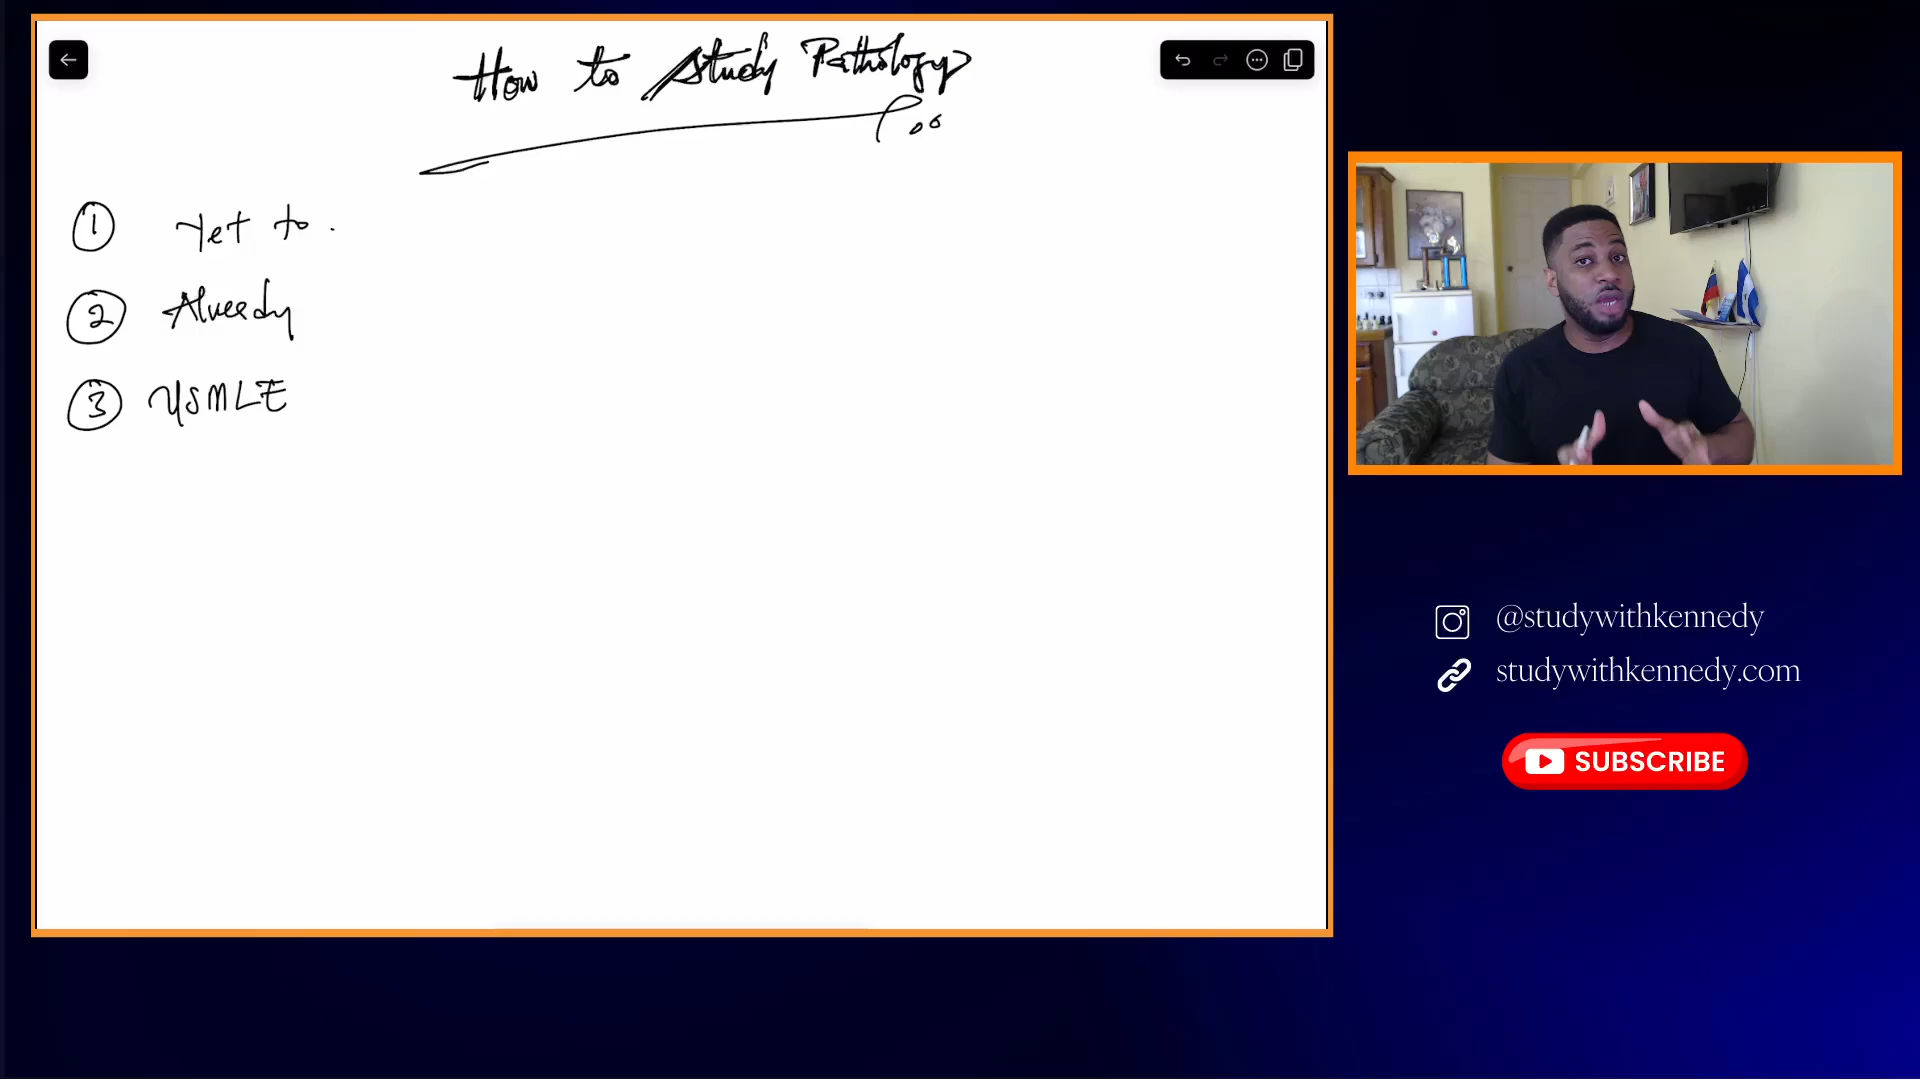 How to Study Pathology
1 Yet to .
2 Already
3 USMLE
@studywithkennedy
studywithkennedy.com
SUBSCRIBE